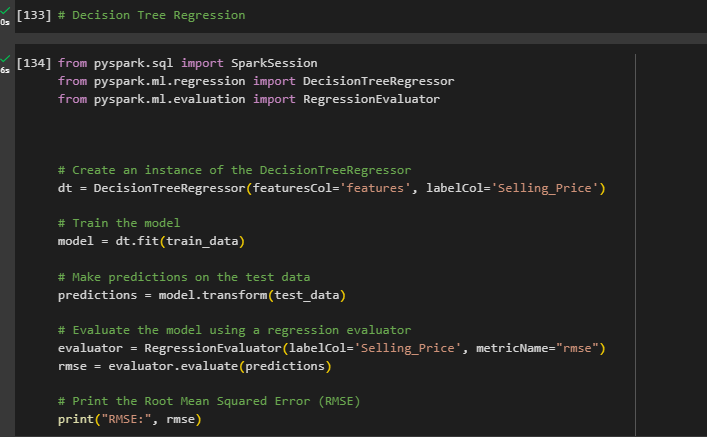 [133] # Decision Tree Regression
0s
[134] from pyspark.sql import SparkSession
6s
from pyspark.ml.regression import DecisionTreeRegressor
from pyspark.ml.evaluation import RegressionEvaluator
# Create an instance of the DecisionTreeRegressor
dt = DecisionTreeRegressor(featuresCol='features', labelCol='Selling_Price')
# Train the model
model = dt.fit(train_data)
# Make predictions on the test data
predictions = model.transform(test_data)
# Evaluate the model using a regression evaluator
evaluator = RegressionEvaluator(labelCol='Selling_Price', metricName="rmse")
rmse = evaluator.evaluate(predictions)
# Print the Root Mean Squared Error (RMSE)
print("RMSE:", rmse)